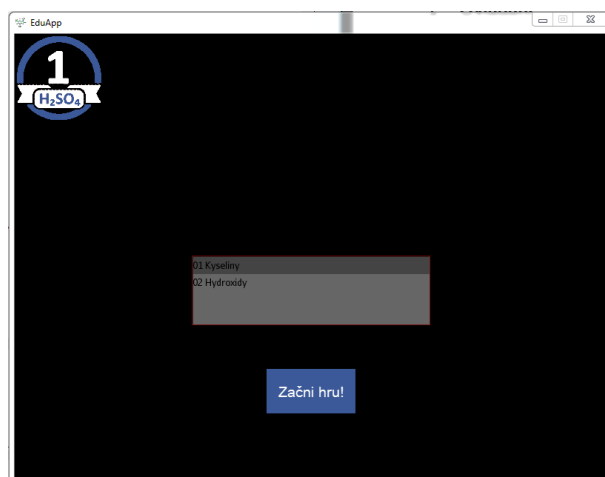 EduApp
1
H₂SO₄
01 Kyseliny
02 Hydroxidy
Začni hru!